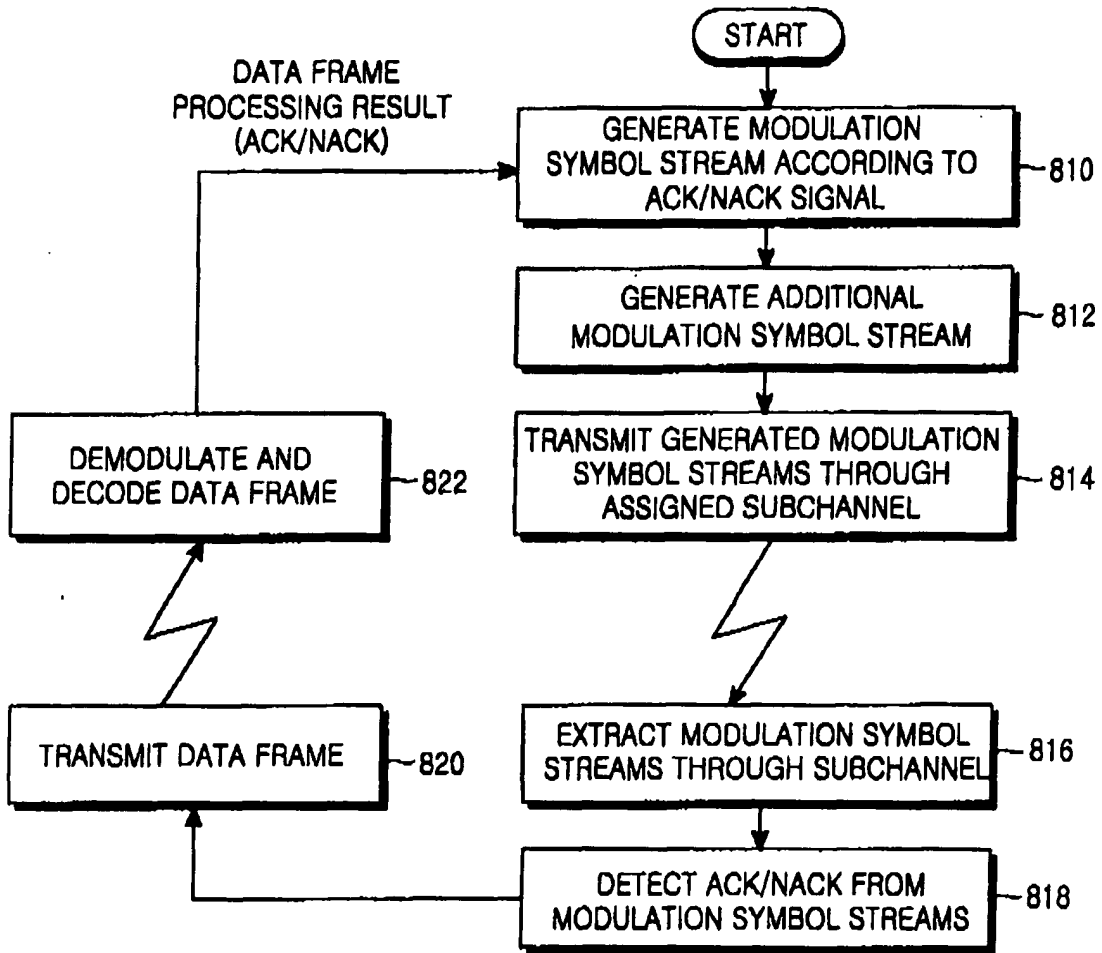 START
DATA FRAME
PROCESSING RESULT
(ACK/NACK)
GENERATE MODULATION
SYMBOL STREAM ACCORDING TO
ACK/NACK SIGNAL
810
GENERATE ADDITIONAL
MODULATION SYMBOL STREAM
812
TRANSMIT GENERATED MODULATION
SYMBOL STREAMS THROUGH
ASSIGNED SUBCHANNEL
814
DEMODULATE AND
DECODE DATA FRAME
822
EXTRACT MODULATION SYMBOL
STREAMS THROUGH SUBCHANNEL
816
TRANSMIT DATA FRAME
820
DETECT ACK/NACK FROM
MODULATION SYMBOL STREAMS
818